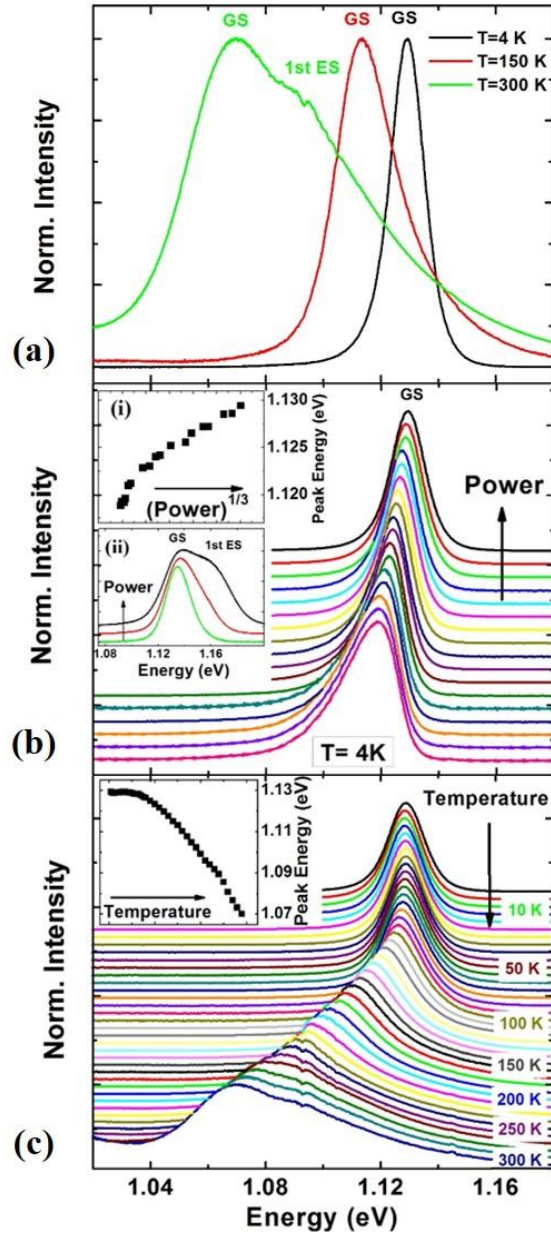 GS
GS
GS
1st ES
T=4 K
T=150 K
T=300 K
Norm. Intensity
(a)
GS
(i)
1.130
1.125
1.120
Peak Energy (eV)
(Power)^1/3
(ii)
GS
1st ES
Power
1.08 1.12 1.16 1.20
Energy (eV)
Power
T= 4K
Norm. Intensity
(b)
1.13
1.11
1.09
1.07
Peak Energy (eV)
Temperature
Temperature
10 K
50 K
100 K
150 K
200 K
250 K
300 K
Norm. Intensity
(c)
1.04 1.08 1.12 1.16
Energy (eV)